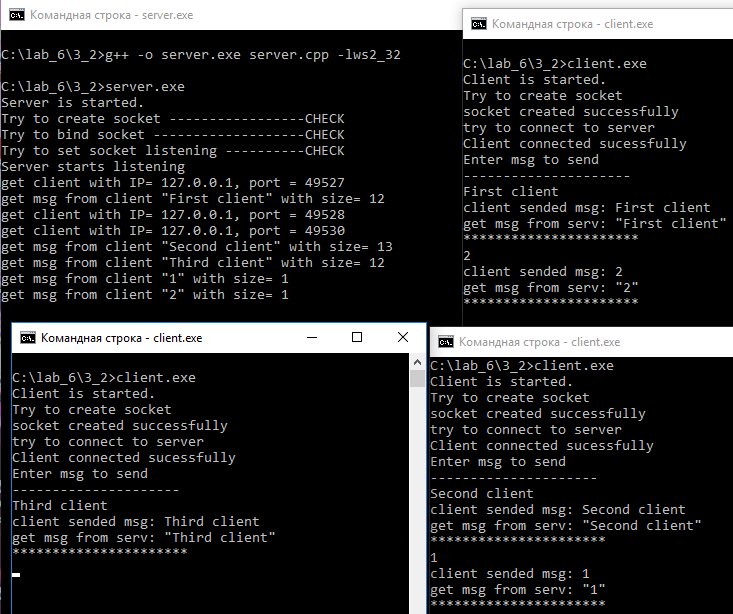 Командная строка - server.exe
C:\lab_6\3_2>g++ -o server.exe server.cpp -lws2_32
C:\lab_6\3_2>server.exe
Server is started.
Try to create socket -----------------CHECK
Try to bind socket -------------------CHECK
Try to set socket listening ----------CHECK
Server starts listening
get client with IP= 127.0.0.1, port = 49527
get msg from client "First client" with size= 12
get client with IP= 127.0.0.1, port = 49528
get client with IP= 127.0.0.1, port = 49530
get msg from client "Second client" with size= 13
get msg from client "Third client" with size= 12
get msg from client "1" with size= 1
get msg from client "2" with size= 1
Командная строка - client.exe
C:\lab_6\3_2>client.exe
Client is started.
Try to create socket
socket created successfully
try to connect to server
Client connected sucessfully
Enter msg to send
---------------------
First client
client sended msg: First client
get msg from serv: "First client"
**********************
2
client sended msg: 2
get msg from serv: "2"
**********************
Командная строка - client.exe
C:\lab_6\3_2>client.exe
Client is started.
Try to create socket
socket created successfully
try to connect to server
Client connected sucessfully
Enter msg to send
---------------------
Third client
client sended msg: Third client
get msg from serv: "Third client"
**********************
Командная строка - client.exe
C:\lab_6\3_2>client.exe
Client is started.
Try to create socket
socket created successfully
try to connect to server
Client connected sucessfully
Enter msg to send
---------------------
Second client
client sended msg: Second client
get msg from serv: "Second client"
**********************
1
client sended msg: 1
get msg from serv: "1"
**********************